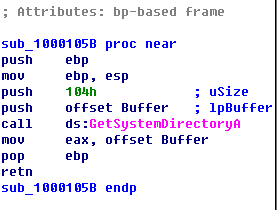 ; Attributes: bp-based frame
sub_1000105B proc near
push    ebp
mov     ebp, esp
push    104h            ; uSize
push    offset Buffer   ; lpBuffer
call    ds:GetSystemDirectoryA
mov     eax, offset Buffer
pop     ebp
retn
sub_1000105B endp